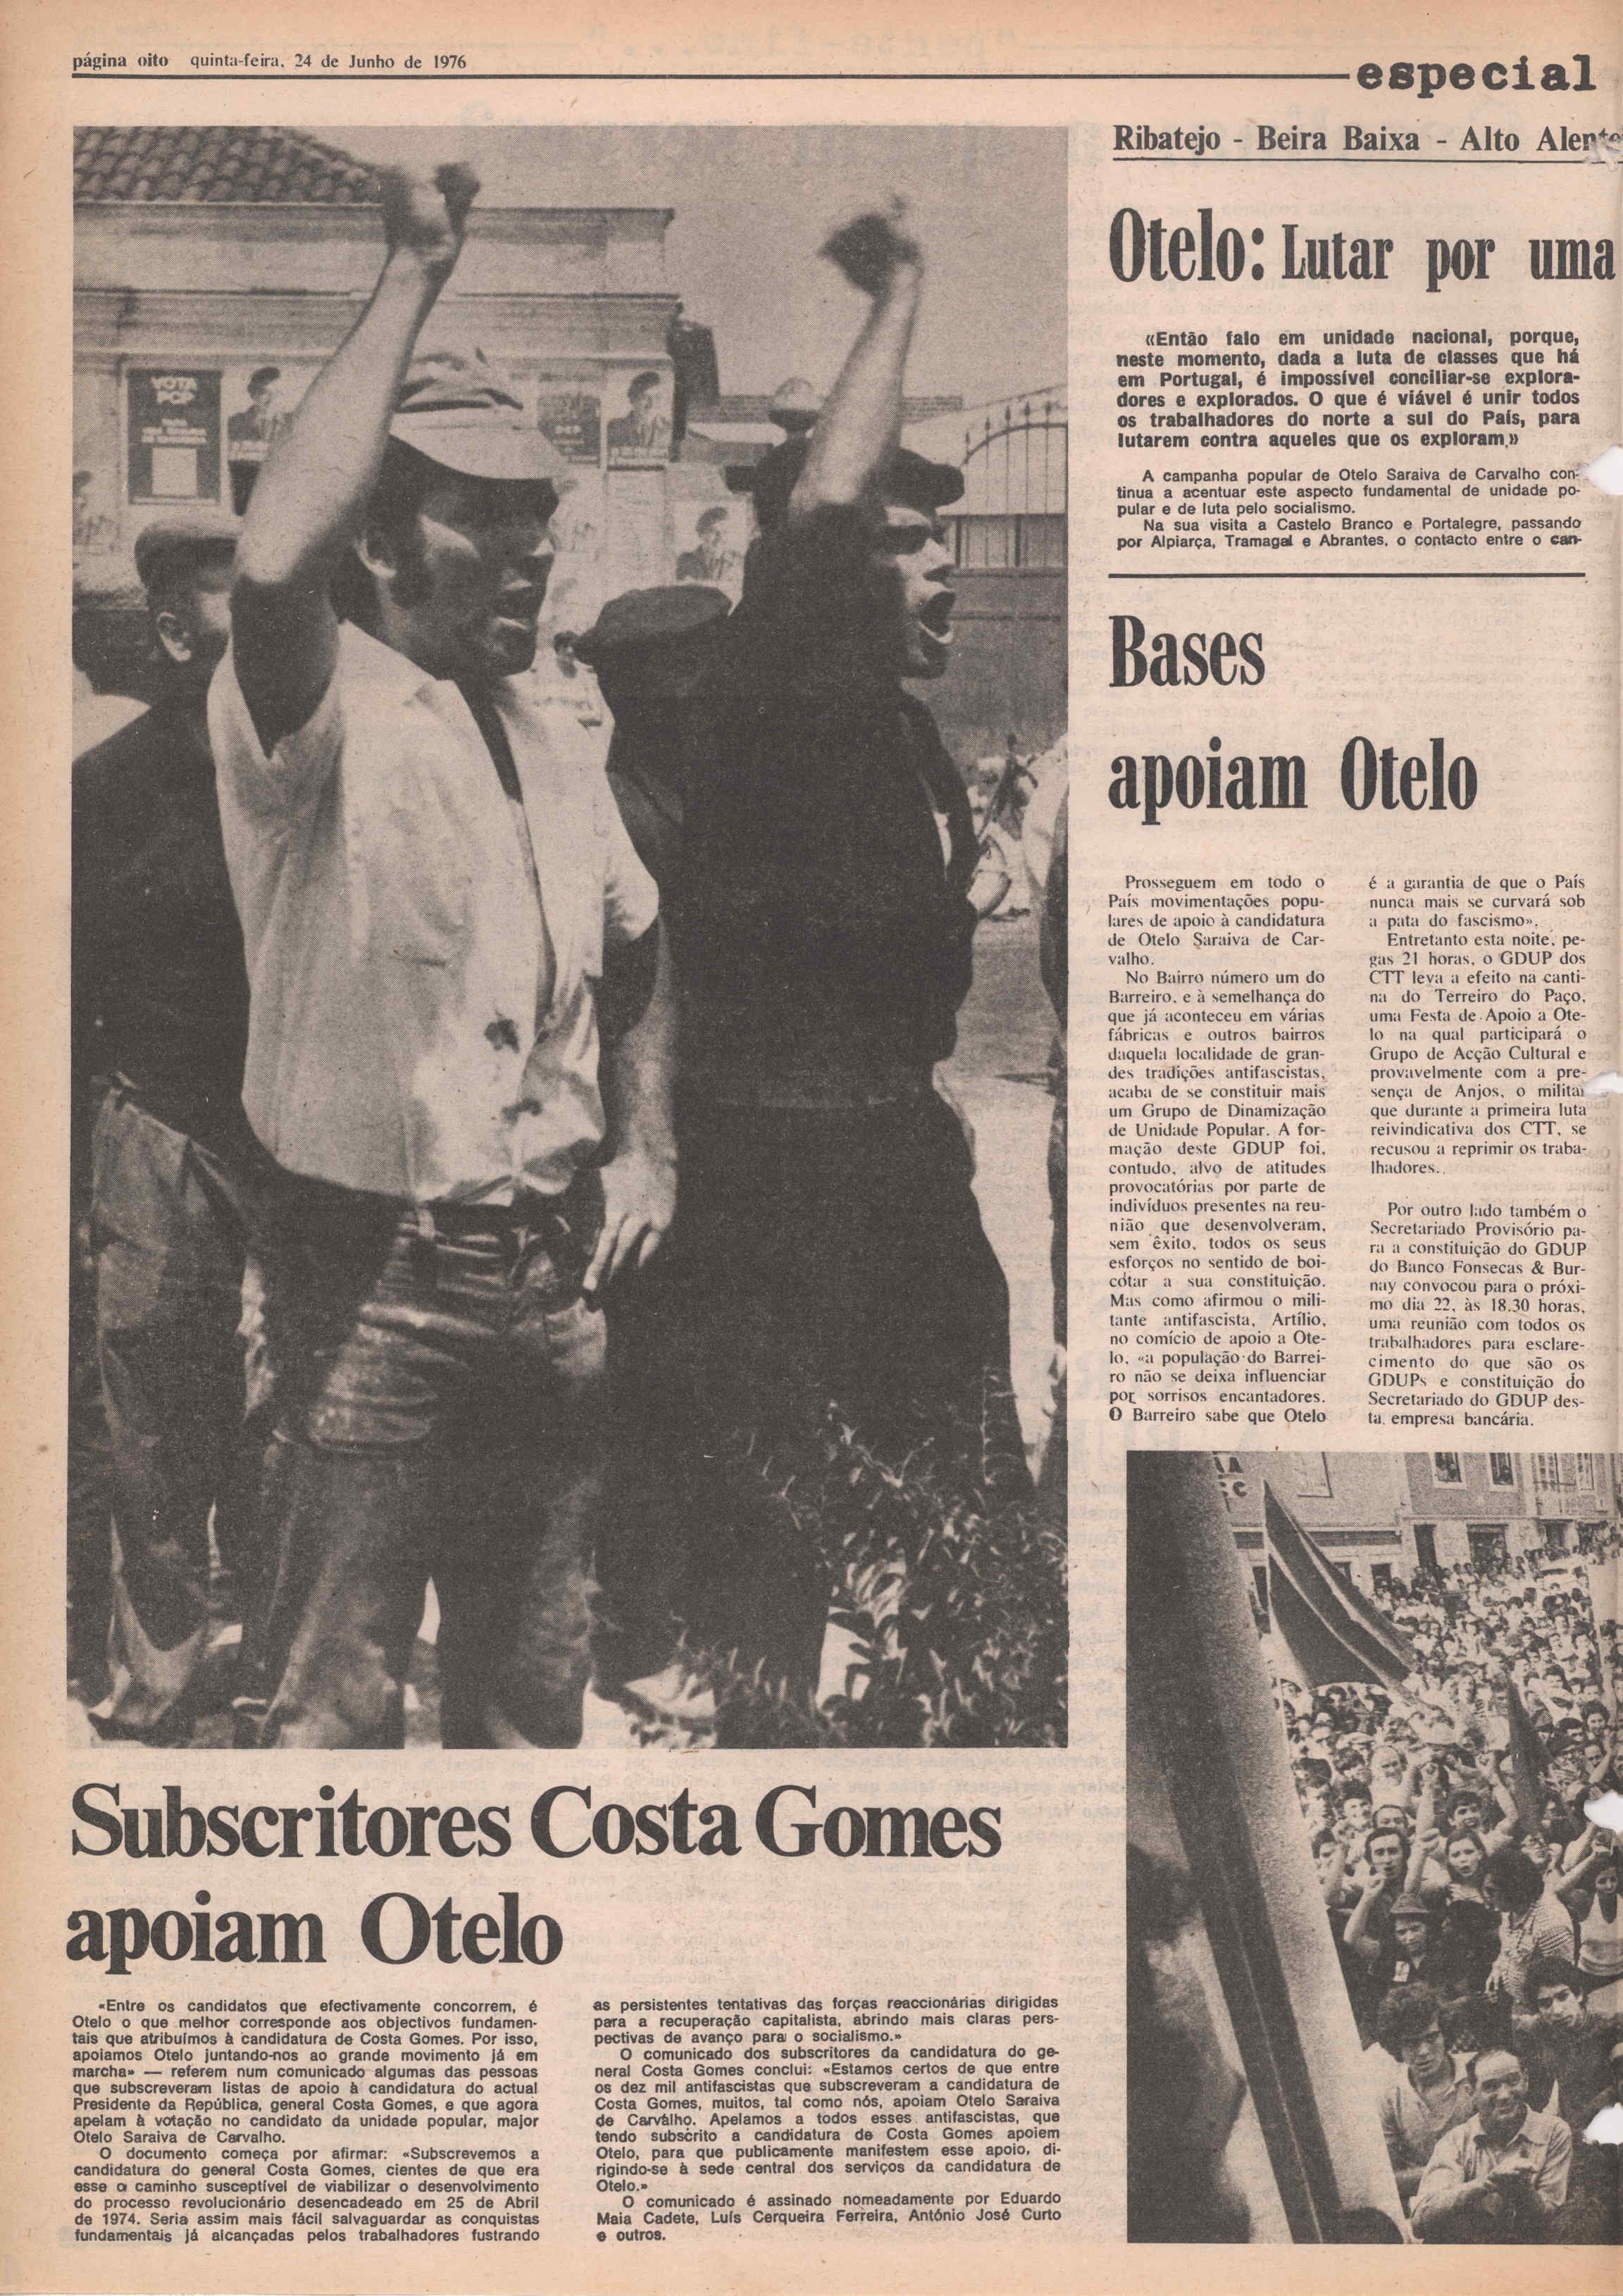 página oito quinta-feira, 24 de Junho de 1976
especial
VOTA
PCP
Ribatejo - Beira Baixa - Alto
Otelo: Lutar por uma
«Então falo em unidade nacional, porque,
neste momento, dada a luta de classes que há
em Portugal, é impossível conciliar-se explora-
dores e explorados. O que é viável é unir todos
os trabalhadores do norte a sul do País, para
lutarem contra aqueles que os exploram.»
A campanha popular de Otelo Saraiva de Carvalho con-
tinua a acentuar este aspecto fundamental de unidade po-
pular e de luta pelo socialismo.
Na sua visita a Castelo Branco e Portalegre, passando
por Alpiarça, Tramagal e Abrantes, o contacto entre o can-
Bases
apoiam Otelo
Prosseguem em todo o
País movimentações popu-
lares de apoio à candidatura
de Otelo Saraiva de Car-
valho.
No Bairro número um do
Barreiro, e à semelhança do
que já aconteceu em várias
fábricas e outros bairros
daquela localidade de gran-
des tradições antifascistas,
acaba de se constituir mais
um Grupo de Dinamização
de Unidade Popular. A for-
mação deste GDUP foi,
contudo, alvo de atitudes
provocatórias por parte de
indivíduos presentes na reu-
nião que desenvolveram,
sem êxito, todos os seus
esforços no sentido de boi-
cotar a sua constituição.
Mas como afirmou o mili-
tante antifascista, Artílio,
no comício de apoio a Ote-
lo, «a população do Barrei-
ro não se deixa influenciar
por sorrisos encantadores.
O Barreiro sabe que Otelo
é a garantia de que o País
nunca mais se curvará sob
a pata do fascismo».
Entretanto esta noite, pe-
gas 21 horas, o GDUP dos
CTT leva a efeito na canti-
na do Terreiro do Paço,
uma Festa de Apoio a Ote-
lo na qual participará o
Grupo de Acção Cultural e
provavelmente com a pre-
sença de Anjos, o militar
que durante a primeira luta
reivindicativa dos CTT, se
recusou a reprimir os traba-
lhadores.
Por outro lado também o
Secretariado Provisório pa-
ra a constituição do GDUP
do Banco Fonsecas & Bur-
nay convocou para o próxi-
mo dia 22, às 18.30 horas,
uma reunião com todos os
trabalhadores para esclare-
cimento do que são os
GDUPs e constituição do
Secretariado do GDUP des-
ta empresa bancária.
Subscritores Costa Gomes
apoiam Otelo
«Entre os candidatos que efectivamente concorrem, é
Otelo o que melhor corresponde aos objectivos fundamen-
tais que atribuímos à candidatura de Costa Gomes. Por isso,
apoiamos Otelo juntando-nos ao grande movimento já em
marcha» — referem num comunicado algumas das pessoas
que subscreveram listas de apoio à candidatura do actual
Presidente da República, general Costa Gomes, e que agora
apelam à votação no candidato da unidade popular, major
Otelo Saraiva de Carvalho.
O documento começa por afirmar: «Subscrevemos a
candidatura do general Costa Gomes, cientes de que era
esse o caminho susceptível de viabilizar o desenvolvimento
do processo revolucionário desencadeado em 25 de Abril
de 1974. Seria assim mais fácil salvaguardar as conquistas
fundamentais já alcançadas pelos trabalhadores fustrando
as persistentes tentativas das forças reaccionárias dirigidas
para a recuperação capitalista, abrindo mais claras pers-
pectivas de avanço para o socialismo.»
O comunicado dos subscritores da candidatura do ge-
neral Costa Gomes conclui: «Estamos certos de que entre
os dez mil antifascistas que subscreveram a candidatura de
Costa Gomes, muitos, tal como nós, apoiam Otelo Saraiva
de Carvalho. Apelamos a todos esses antifascistas, que
tendo subscrito a candidatura de Costa Gomes apoiem
Otelo, para que publicamente manifestem esse apoio, di-
rigindo-se à sede central dos serviços da candidatura de
Otelo.»
O comunicado é assinado nomeadamente por Eduardo
Maia Cadete, Luís Cerqueira Ferreira, António José Curto
e outros.